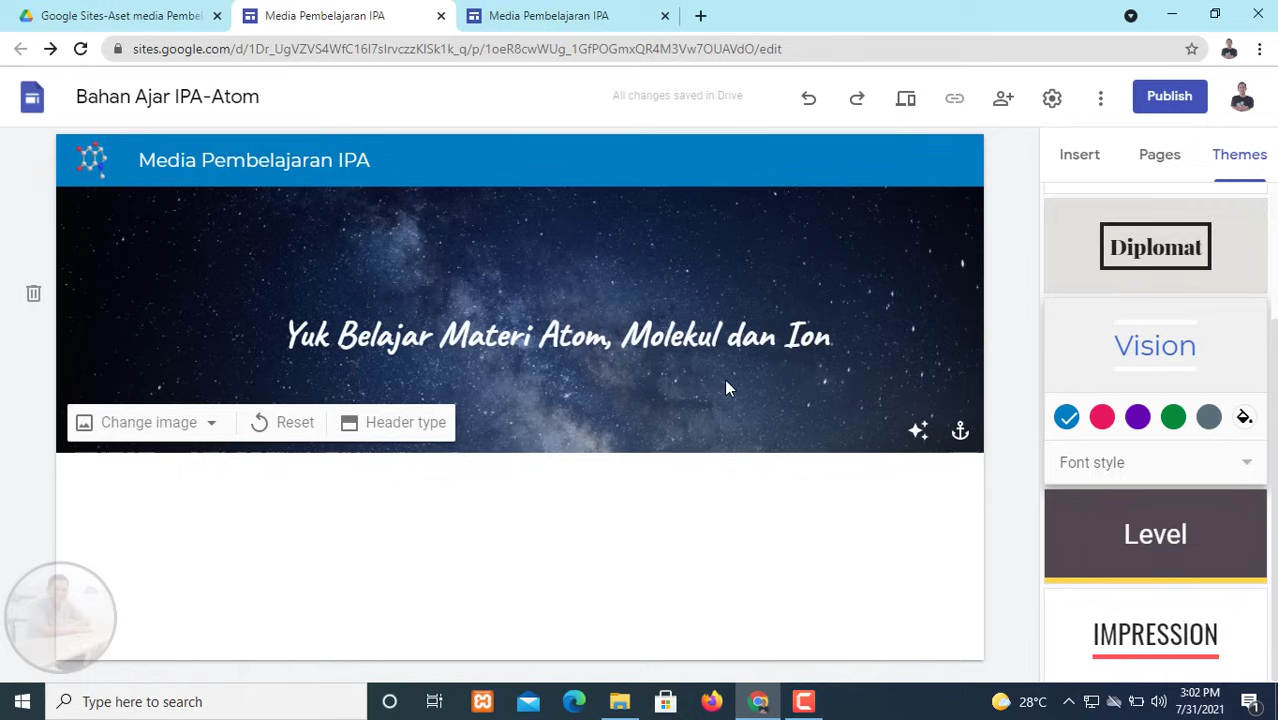 Google Sites-Aset media Pembel
Media Pembelajaran IPA
Media Pembelajaran IPA
sites.google.com/d/1Dr_UgVZVS4WfC16l7slrvczzKlSk1k_q/p/1oeR8cwWUg_1GfPOGmxQR4M3Vw7OUAVdO/edit
Bahan Ajar IPA-Atom
All changes saved in Drive
Publish
Media Pembelajaran IPA
Insert
Pages
Themes
Diplomat
Yuk Belajar Materi Atom, Molekul dan Ion
Vision
Change image
Reset
Header type
Font style
Level
IMPRESSION
Type here to search
28°C
3:02 PM
7/31/2021
1